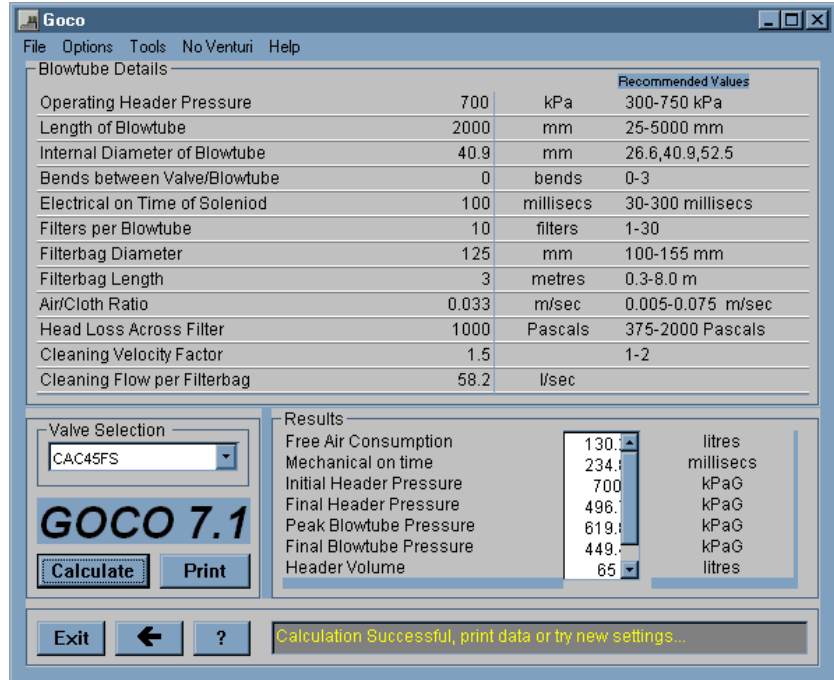 Goco
File Options Tools No Venturi Help
Blowtube Details
Recommended Values
Operating Header Pressure 700 kPa 300-750 kPa
Length of Blowtube 2000 mm 25-5000 mm
Internal Diameter of Blowtube 40.9 mm 26.6,40.9,52.5
Bends between Valve/Blowtube 0 bends 0-3
Electrical on Time of Soleniod 100 millisecs 30-300 millisecs
Filters per Blowtube 10 filters 1-30
Filterbag Diameter 125 mm 100-155 mm
Filterbag Length 3 metres 0.3-8.0 m
Air/Cloth Ratio 0.033 m/sec 0.005-0.075 m/sec
Head Loss Across Filter 1000 Pascals 375-2000 Pascals
Cleaning Velocity Factor 1.5 1-2
Cleaning Flow per Filterbag 58.2 l/sec
Valve Selection
CAC45FS
GOCO 7.1
Calculate Print
Results
Free Air Consumption 130. litres
Mechanical on time 234. millisecs
Initial Header Pressure 700 kPaG
Final Header Pressure 496. kPaG
Peak Blowtube Pressure 619. kPaG
Final Blowtube Pressure 449. kPaG
Header Volume 65 litres
Exit ?
Calculation Successful, print data or try new settings...